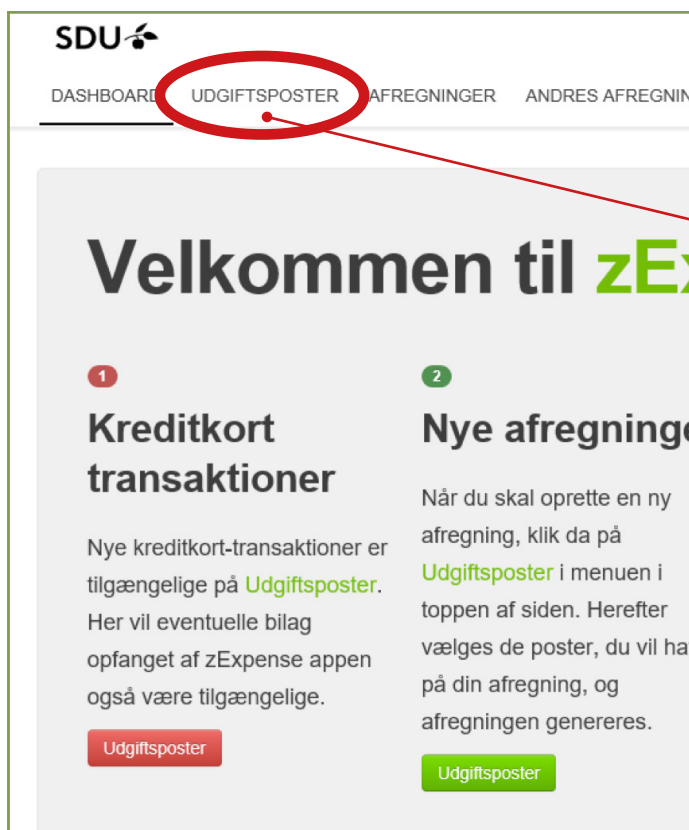 SDU
DASHBOARD UDGIFTSPOSTER AFREGNINGER ANDRES
Velkommen til
1
Kreditkort
transaktioner
Nye kreditkort-transaktioner er
tilgængelige på Udgiftsposter.
Her vil eventuelle bilag
opfanget af zExpense appen
også være tilgængelige.
Udgiftsposter
2
Nye
Når du skal oprette en ny
afregning, klik da på
Udgiftsposter i menuen i
toppen af siden. Herefter
vælges de poster, du vil
på din afregning, og
afregningen genereres.
Udgiftsposter